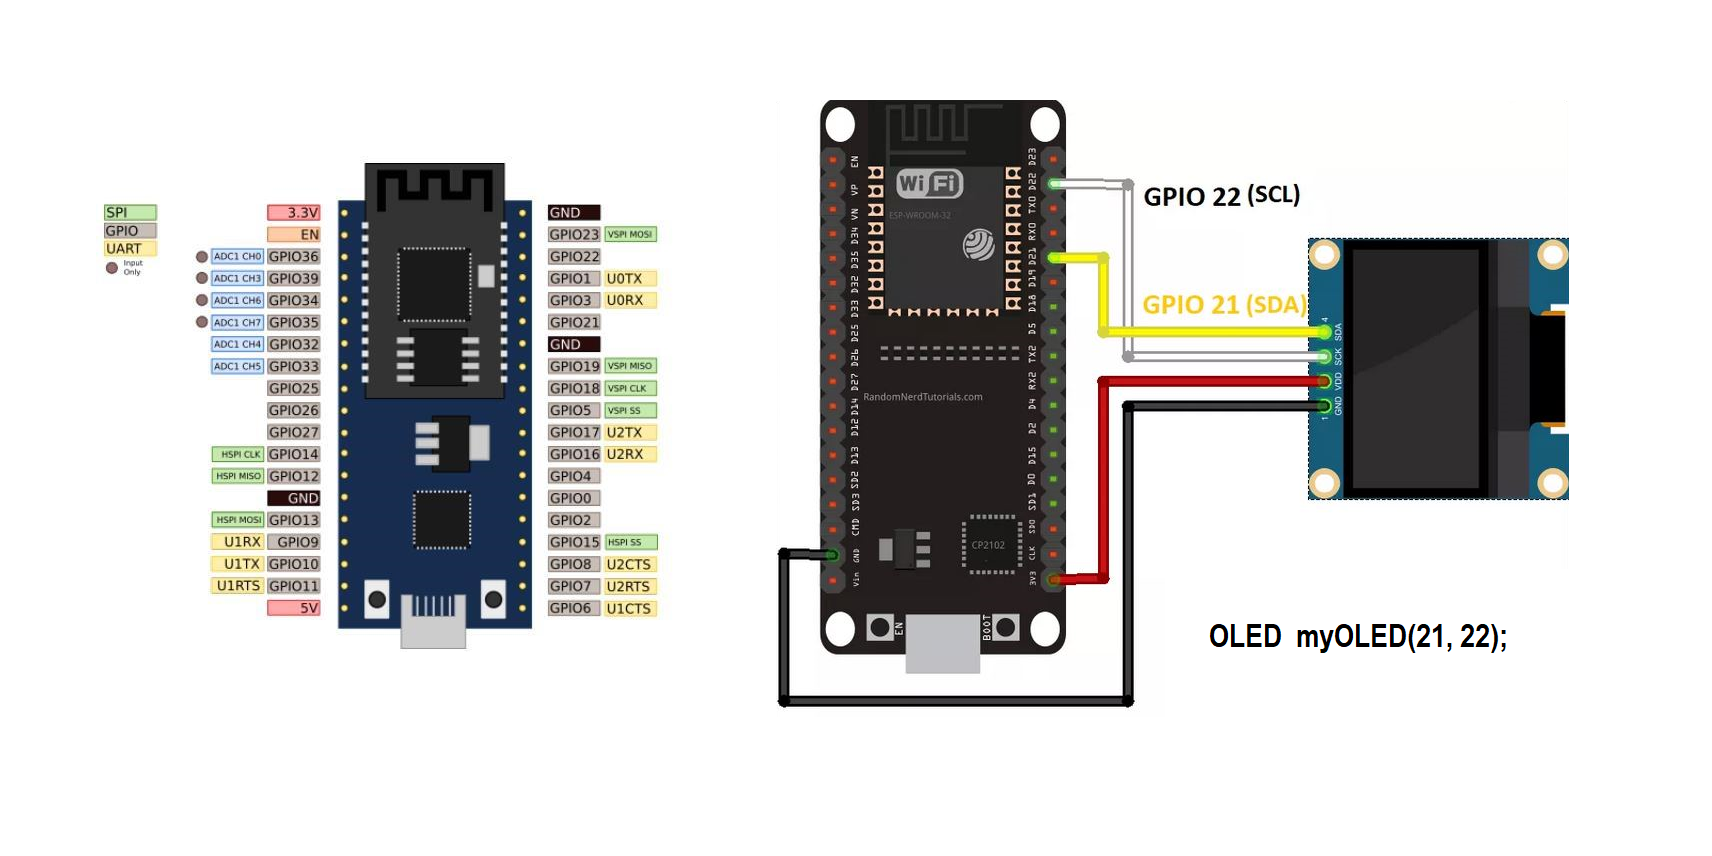 SPI
GPIO
UART
Input
Only
3.3V
EN
ADC1 CH0 GPIO36
ADC1 CH3 GPIO39
ADC1 CH6 GPIO34
ADC1 CH7 GPIO35
ADC1 CH4 GPIO32
ADC1 CH5 GPIO33
GPIO25
GPIO26
GPIO27
HSPI CLK GPIO14
HSPI MISO GPIO12
GND
HSPI MOSI GPIO13
U1RX GPIO9
U1TX GPIO10
U1RTS GPIO11
5V
GND
GPIO23 VSPI MOSI
GPIO22
GPIO1 U0TX
GPIO3 U0RX
GPIO21
GND
GPIO19 VSPI MISO
GPIO18 VSPI CLK
GPIO5 VSPI SS
GPIO17 U2TX
GPIO16 U2RX
GPIO4
GPIO0
GPIO2
GPIO15 HSPI SS
GPIO8 U2CTS
GPIO7 U2RTS
GPIO6 U1CTS
EN
VP
VN
D34
D35
D32
D33
D25
D26
D27
D14
D12
D13
SD2
SD3
CMD
GND
Vin
WiFi
ESP-WROOM-32
RandomNerdTutorials.com
CP2102
EN
BOOT
D23
D22
TX0
RX0
D21
D19
D18
D5
TX2
RX2
D4
D2
D15
D0
SD1
SD0
CLK
3V3
GPIO 22 (SCL)
GPIO 21 (SDA)
4
SDA
SCK
VDD
GND
1
OLED myOLED(21, 22);